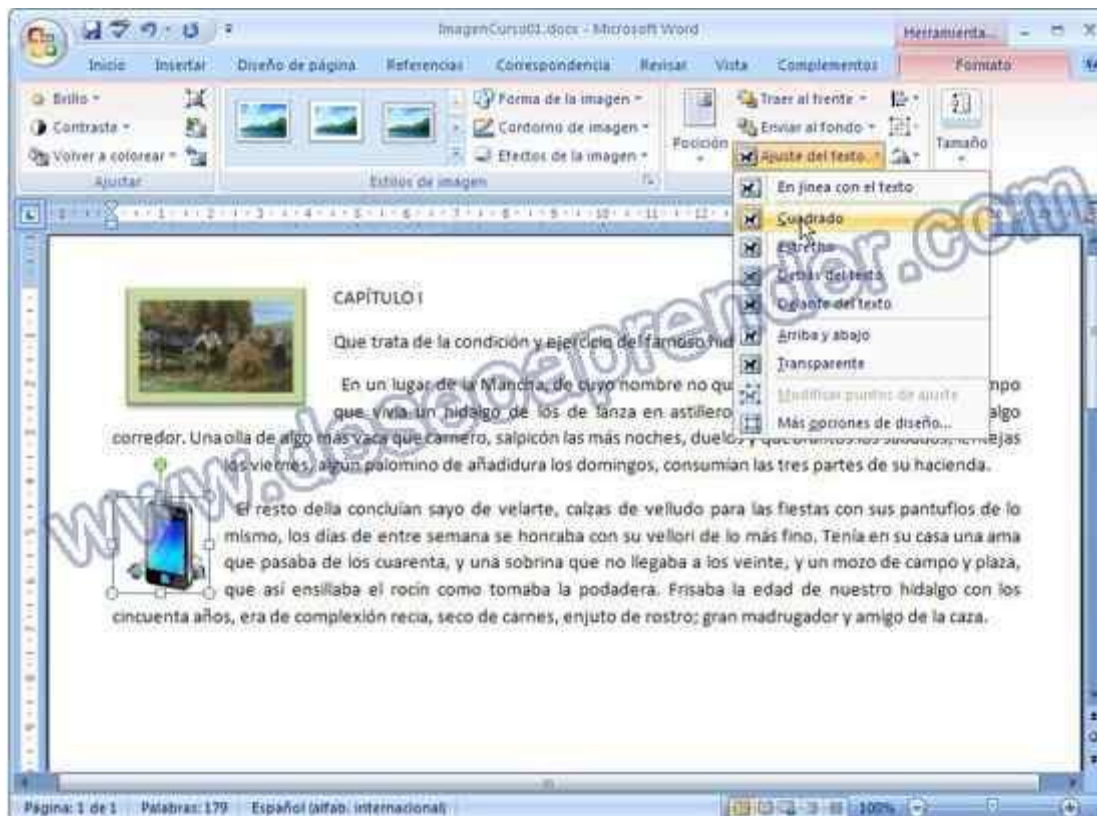 ImagenCurso01.docx - Microsoft Word
Herramienta...
Inicio Insertar Diseño de página Referencias Correspondencia Revisar Vista Complementos Formato
Brillo
Contraste
Volver a colorear
Ajustar
Forma de la imagen
Contorno de imagen
Efectos de la imagen
Estilos de imagen
Posición
Traer al frente
Enviar al fondo
Ajuste del texto
Tamaño
En línea con el texto
Cuadrado
Estrecho
Detrás del texto
Delante del texto
Arriba y abajo
Transparente
Modificar puntos de ajuste
Más opciones de diseño...
CAPÍTULO I
Que trata de la condición y ejercicio del famoso
En un lugar de la Mancha, de cuyo nombre no
que vivía un hidalgo de los de lanza en astillero
corredor. Una olla de algo más vaca que carnero, salpicón las más noches, duelos y
los viernes, algún palomino de añadidura los domingos, consumían las tres partes de su hacienda.
El resto della concluían sayo de velarte, calzas de velludo para las fiestas con sus pantuflos de lo
mismo, los días de entre semana se honraba con su vellori de lo más fino. Tenía en su casa una ama
que pasaba de los cuarenta, y una sobrina que no llegaba a los veinte, y un mozo de campo y plaza,
que así ensillaba el rocín como tomaba la podadera. Frisaba la edad de nuestro hidalgo con los
cincuenta años, era de complexión recia, seco de carnes, enjuto de rostro; gran madrugador y amigo de la caza.
www.deseoaprender.com
Página: 1 de 1 Palabras: 179 Español (alfab. internacional) 100%